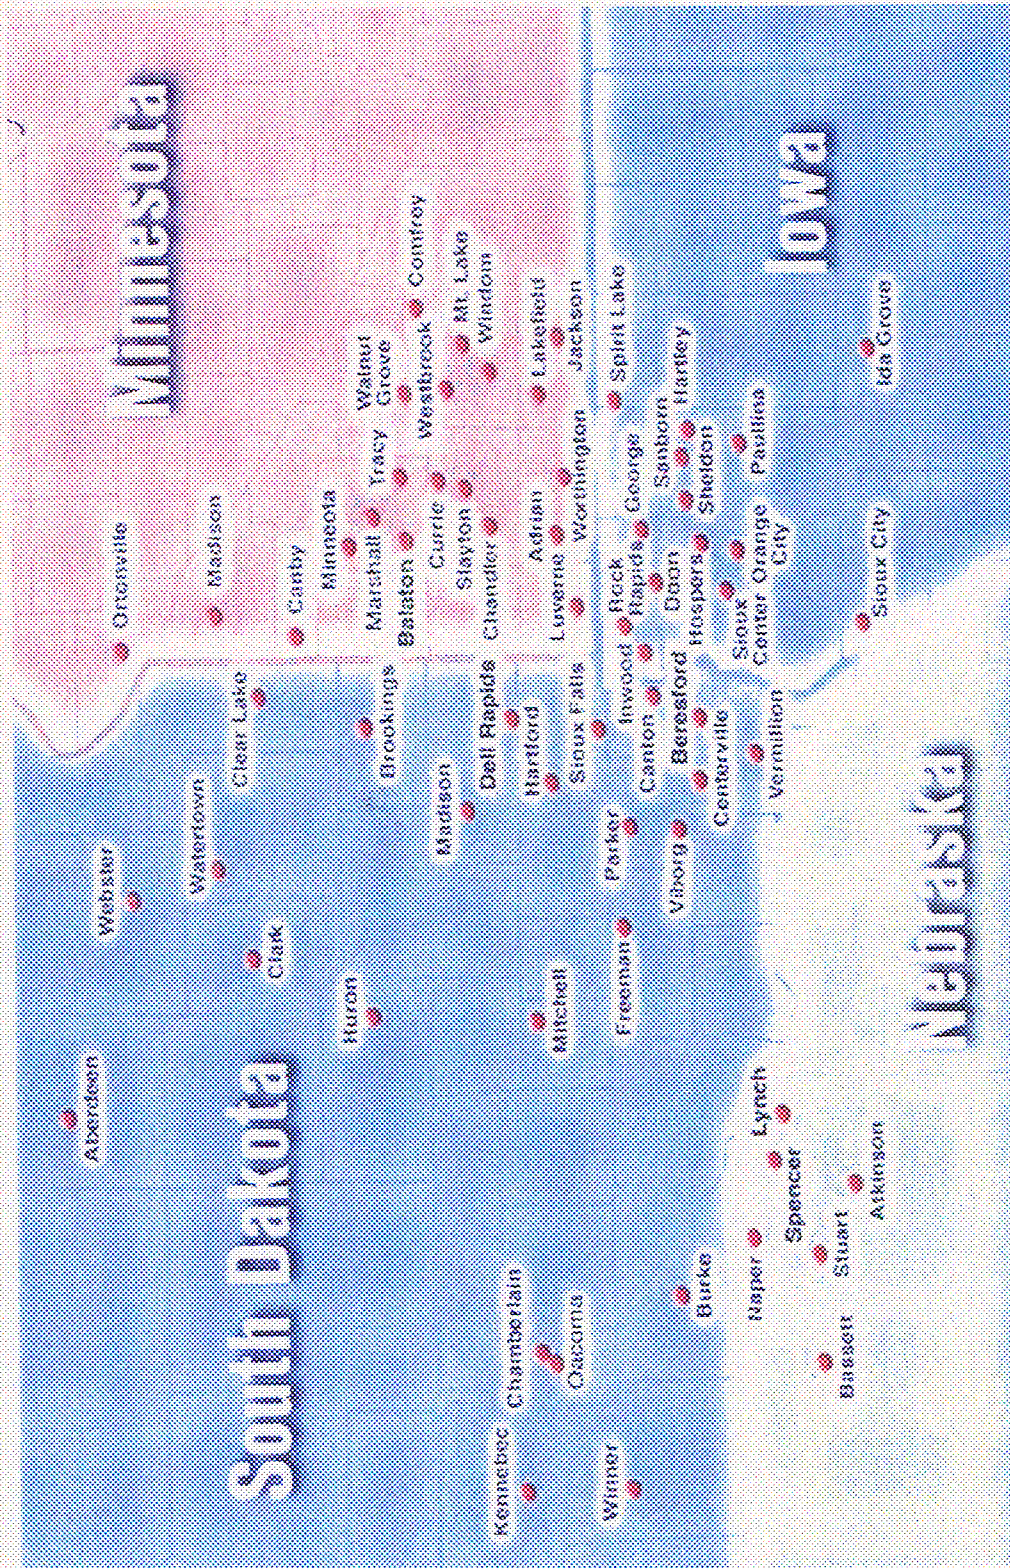 South Dakota
Minnesota
Iowa
Nebraska
Aberdeen
Webster
Ortonville
Watertown
Madison
Clark
Clear Lake
Canby
Huron
Brookings
Minneota
Marshall
Tracy
Balaton
Walnut
Grove
Comfrey
Westbrook
Currie
Madison
Mt. Lake
Slayton
Windom
Dell Rapids
Chandler
Kennebec
Chamberlain
Oacoma
Mitchell
Hartford
Adrian
Lakefield
Jackson
Luverne
Worthington
Sioux Falls
Winner
Freeman
Parker
Inwood
Rock
Rapids
George
Spirit Lake
Canton
Doon
Sanborn
Hartley
Viborg
Beresford
Hospers
Sheldon
Burke
Centerville
Sioux
Center
Orange
City
Paullina
Vermillion
Naper
Lynch
Spencer
Stuart
Bassett
Atkinson
Sioux City
Ida Grove